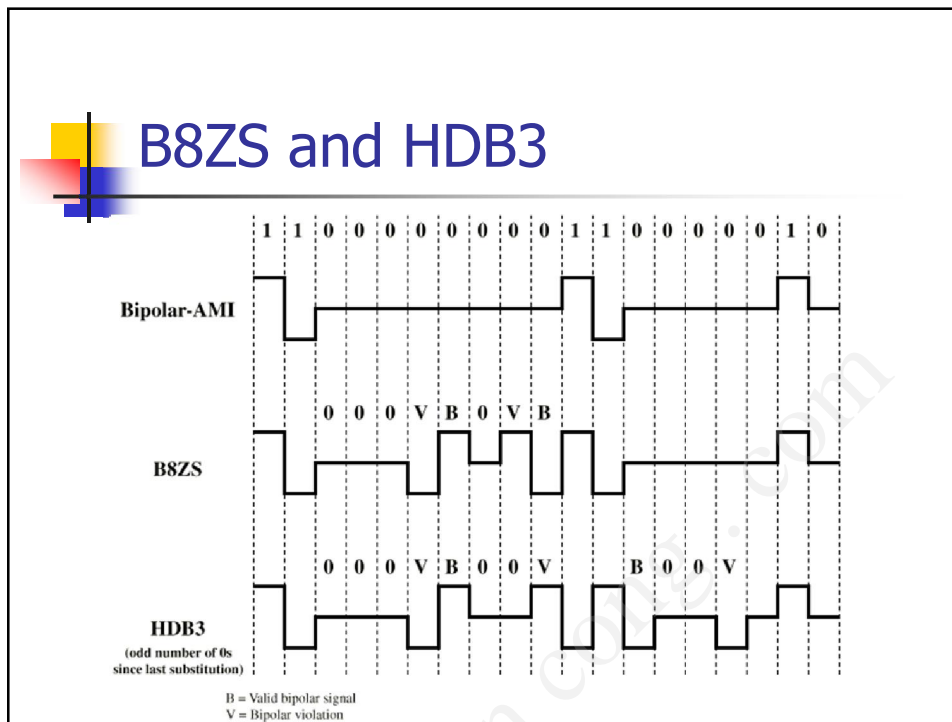 B8ZS and HDB3
1 1 0 0 0 0 0 0 0 0 1 1 0 0 0 0 0 1 0
Bipolar-AMI
0 0 0 V B 0 V B
B8ZS
0 0 0 V B 0 0 V B 0 0 V
HDB3
(odd number of 0s
since last substitution)
B = Valid bipolar signal
V = Bipolar violation
cong . com